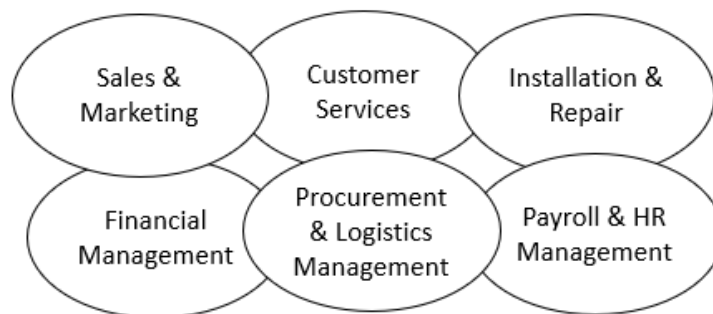 Sales &
Marketing
Customer
Services
Installation &
Repair
Financial
Management
Procurement
& Logistics
Management
Payroll & HR
Management